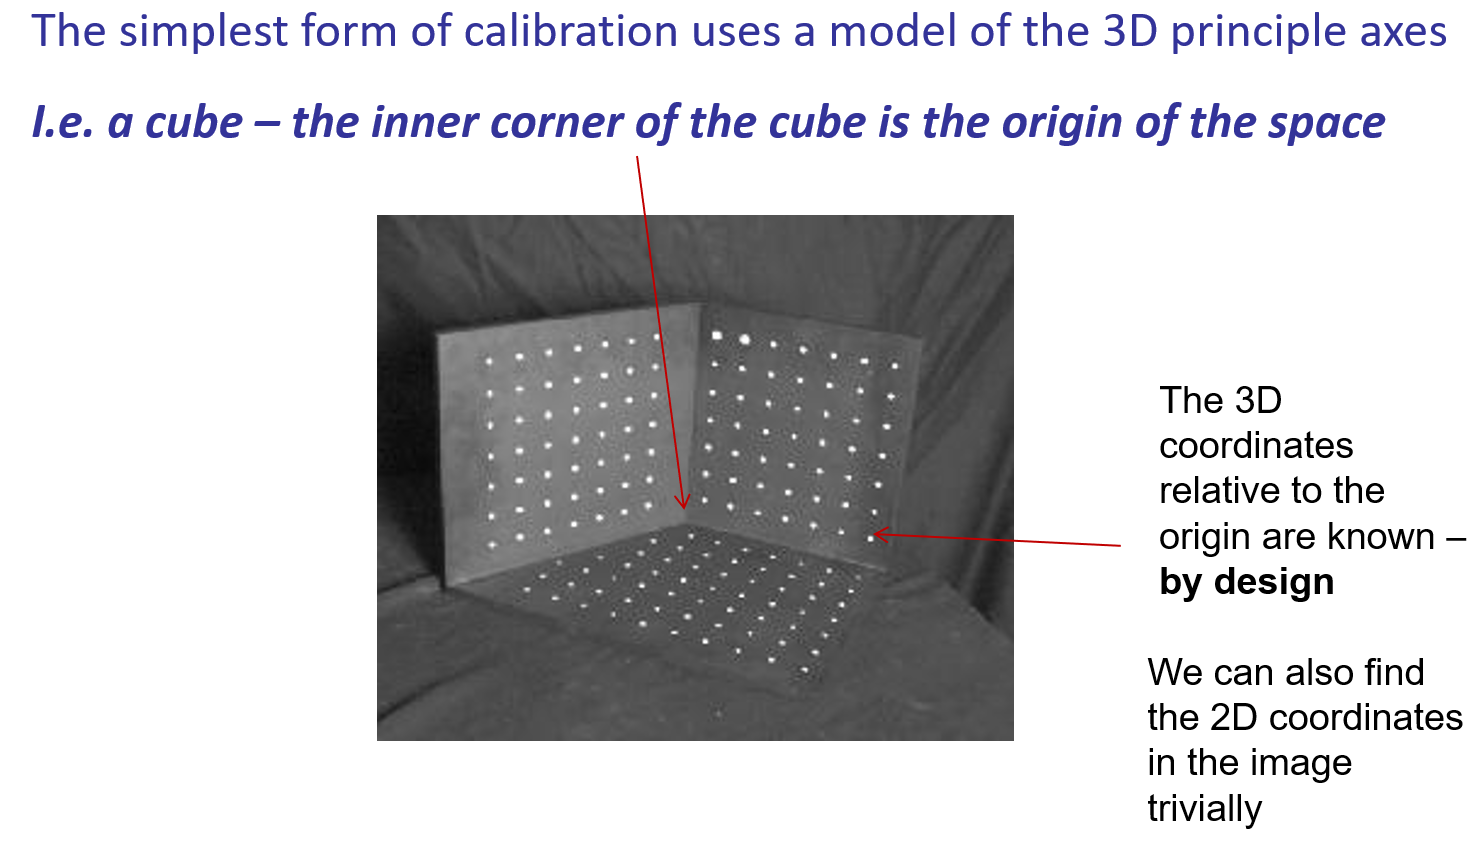 The simplest form of calibration uses a model of the 3D principle axes
I.e. a cube – the inner corner of the cube is the origin of the space
The 3D
coordinates
relative to the
origin are known –
by design
We can also find
the 2D coordinates
in the image
trivially